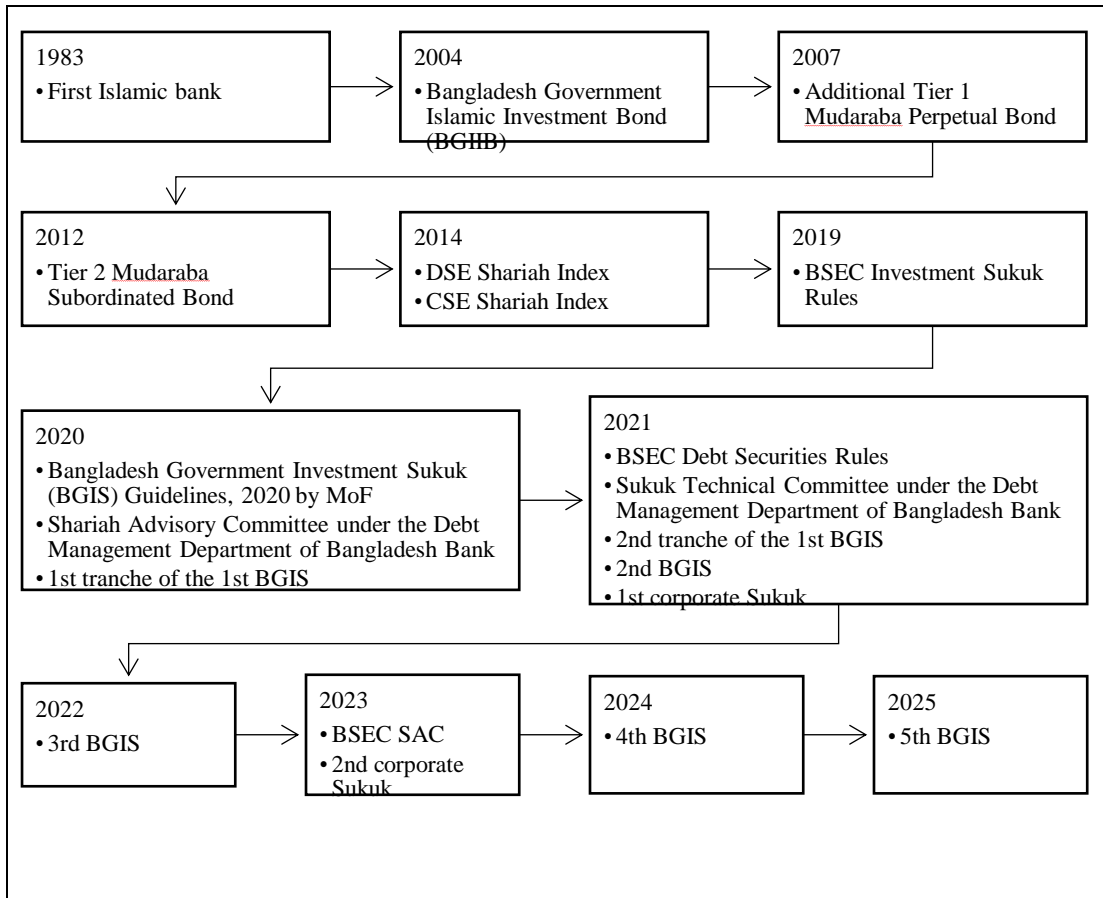 1983
• First Islamic bank
2004
• Bangladesh Government
Islamic Investment Bond
(BGIIB)
2007
• Additional Tier 1
Mudaraba Perpetual Bond
2012
• Tier 2 Mudaraba
Subordinated Bond
2014
• DSE Shariah Index
• CSE Shariah Index
2019
• BSEC Investment Sukuk
Rules
2020
• Bangladesh Government Investment Sukuk
(BGIS) Guidelines, 2020 by MoF
• Shariah Advisory Committee under the Debt
Management Department of Bangladesh Bank
• 1st tranche of the 1st BGIS
2021
• BSEC Debt Securities Rules
• Sukuk Technical Committee under the Debt
Management Department of Bangladesh Bank
• 2nd tranche of the 1st BGIS
• 2nd BGIS
• 1st corporate Sukuk
2022
• 3rd BGIS
2023
• BSEC SAC
• 2nd corporate
Sukuk
2024
• 4th BGIS
2025
• 5th BGIS